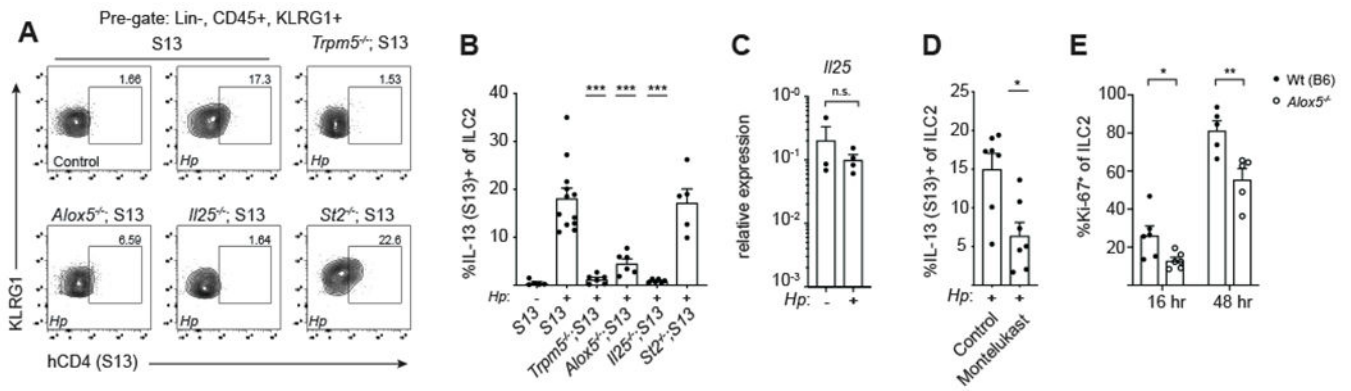 A
Pre-gate: Lin-, CD45+, KLRG1+
S13
Trpm5-/-; S13
1.66
Control
17.3
Hp
1.53
Hp
Alox5-/-; S13
Il25-/-; S13
St2-/-; S13
6.59
Hp
1.64
Hp
22.6
Hp
KLRG1
hCD4 (S13)
B
%IL-13 (S13)+ of ILC2
40
30
20
10
0
*** *** ***
Hp: - + + + + +
S13
S13
Trpm5-/-;S13
Alox5-/-;S13
Il25-/-;S13
St2-/-;S13
C
Il25
relative expression
n.s.
10-0
10-1
10-2
10-3
Hp: - +
D
%IL-13 (S13)+ of ILC2
*
25
20
15
10
5
Hp: + +
Control
Montelukast
E
%Ki-67+ of ILC2
* **
100
80
60
40
20
16 hr
48 hr
Wt (B6)
Alox5-/-